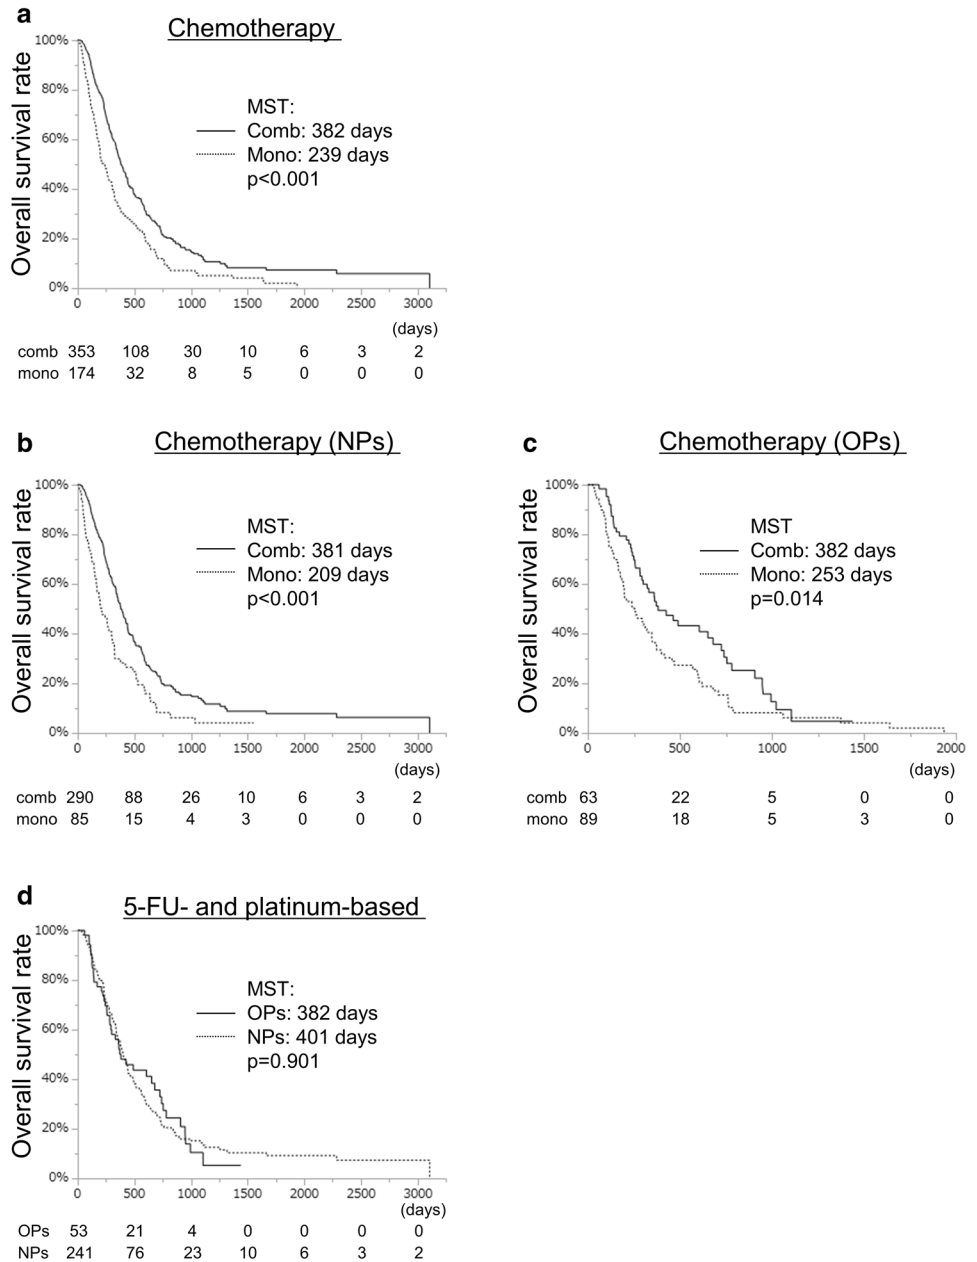 a
Chemotherapy
Overall survival rate
100%
80%
60%
40%
20%
0%
MST:
Comb: 382 days
Mono: 239 days
p<0.001
0 500 1000 1500 2000 2500 3000
(days)
comb 353 108 30 10 6 3 2
mono 174 32 8 5 0 0 0
b
Chemotherapy (NPs)
Overall survival rate
100%
80%
60%
40%
20%
0%
MST:
Comb: 381 days
Mono: 209 days
p<0.001
0 500 1000 1500 2000 2500 3000
(days)
comb 290 88 26 10 6 3 2
mono 85 15 4 3 0 0 0
c
Chemotherapy (OPs)
Overall survival rate
100%
80%
60%
40%
20%
0%
MST
Comb: 382 days
Mono: 253 days
p=0.014
0 500 1000 1500 2000
(days)
comb 63 22 5 0 0
mono 89 18 5 3 0
d
5-FU- and platinum-based
Overall survival rate
100%
80%
60%
40%
20%
0%
MST:
OPs: 382 days
NPs: 401 days
p=0.901
0 500 1000 1500 2000 2500 3000
(days)
OPs 53 21 4 0 0 0 0
NPs 241 76 23 10 6 3 2